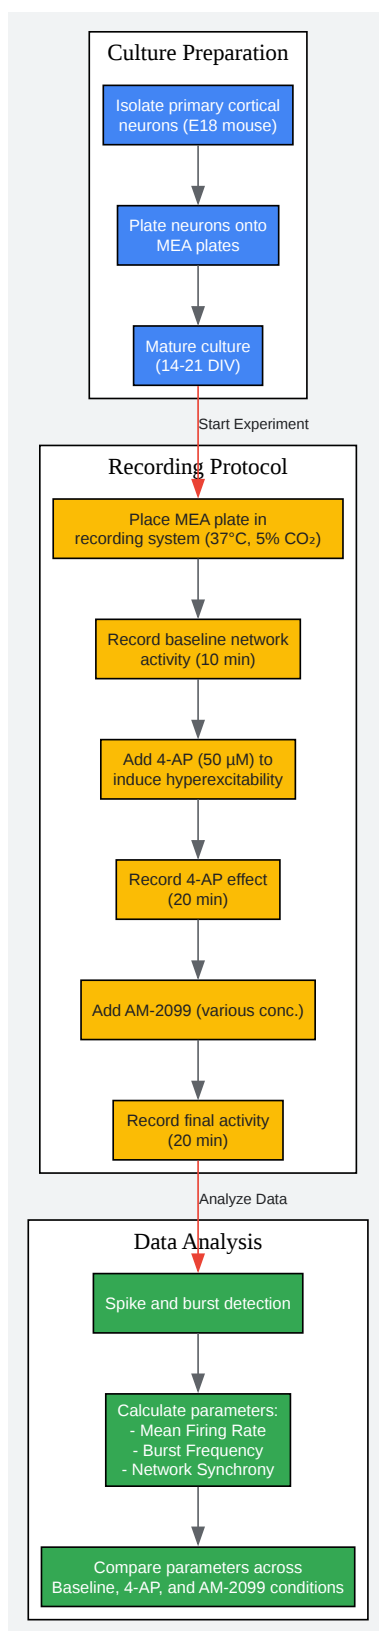 Culture Preparation
Isolate primary cortical
neurons (E18 mouse)
Plate neurons onto
MEA plates
Mature culture
(14-21 DIV)
Start Experiment
Recording Protocol
Place MEA plate in
recording system (37°C, 5% CO₂)
Record baseline network
activity (10 min)
Add 4-AP (50 µM) to
induce hyperexcitability
Record 4-AP effect
(20 min)
Add AM-2099 (various conc.)
Record final activity
(20 min)
Analyze Data
Data Analysis
Spike and burst detection
Calculate parameters:
- Mean Firing Rate
- Burst Frequency
- Network Synchrony
Compare parameters across
Baseline, 4-AP, and AM-2099 conditions